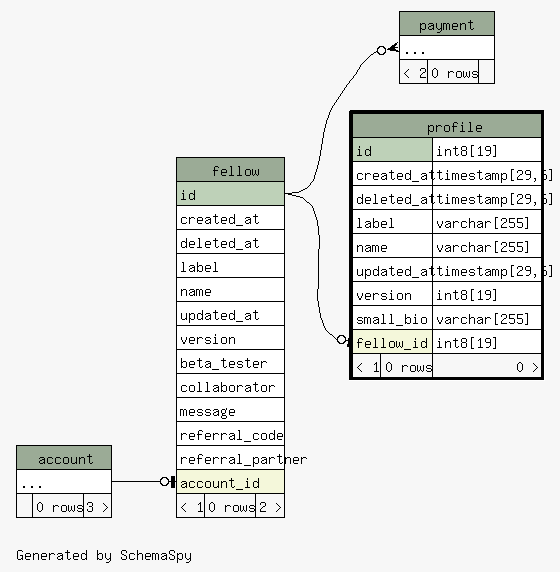 payment
...
< 2 0 rows
profile
id int8[19]
created_at timestamp[29,6]
deleted_at timestamp[29,6]
label varchar[255]
name varchar[255]
updated_at timestamp[29,6]
version int8[19]
small_bio varchar[255]
fellow_id int8[19]
< 1 0 rows 0 >
fellow
id
created_at
deleted_at
label
name
updated_at
version
beta_tester
collaborator
message
referral_code
referral_partner
account_id
< 1 0 rows 2 >
account
...
0 rows 3 >
Generated by SchemaSpy